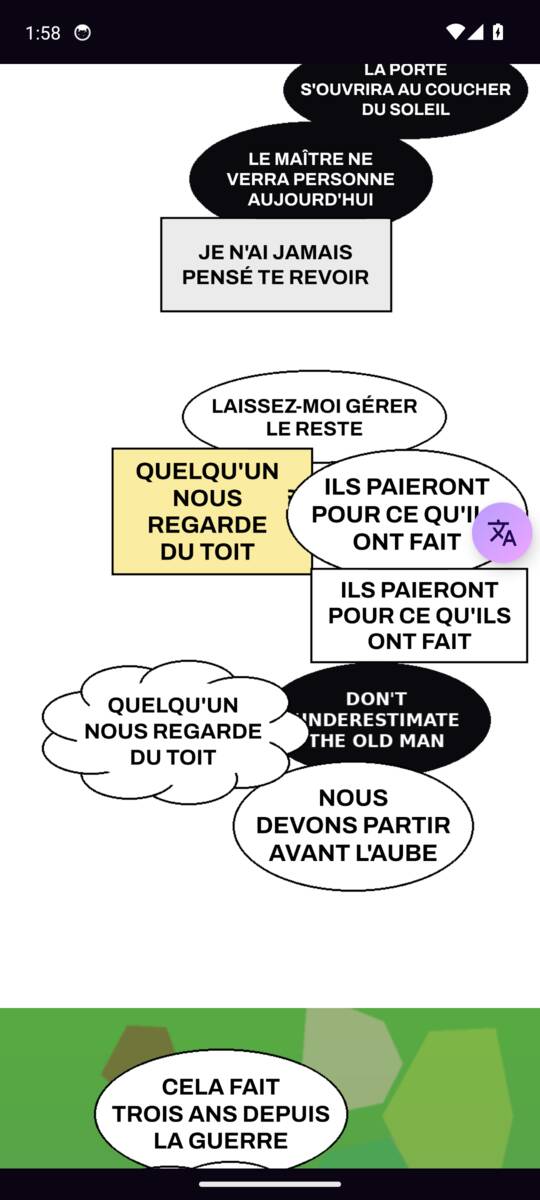 1:58
LA PORTE
S'OUVRIRA AU COUCHER
DU SOLEIL
LE MAÎTRE NE
VERRA PERSONNE
AUJOURD'HUI
JE N'AI JAMAIS
PENSÉ TE REVOIR
LAISSEZ-MOI GÉRER
LE RESTE
QUELQU'UN
NOUS
REGARDE
DU TOIT
ILS PAIERONT
POUR CE
ONT FAIT
ILS PAIERONT
POUR CE QU'ILS
ONT FAIT
QUELQU'UN
NOUS REGARDE
DU TOIT
DON'T
UNDERESTIMATE
THE OLD MAN
NOUS
DEVONS PARTIR
AVANT L'AUBE
CELA FAIT
TROIS ANS DEPUIS
LA GUERRE